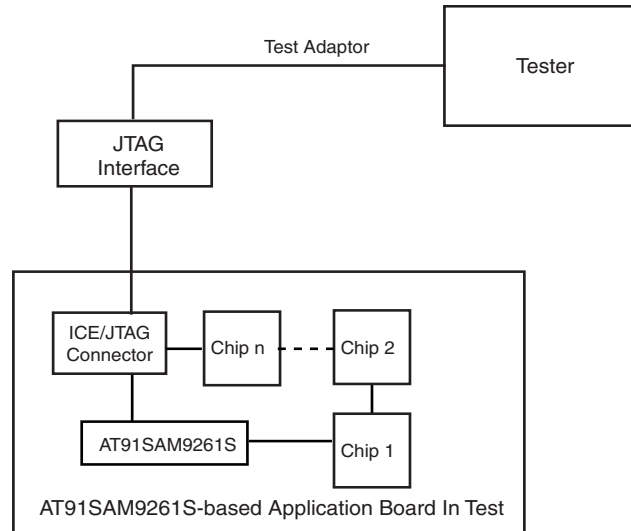 Test Adaptor
Tester
JTAG
Interface
ICE/JTAG
Connector
Chip n
Chip 2
AT91SAM9261S
Chip 1
AT91SAM9261S-based Application Board In Test